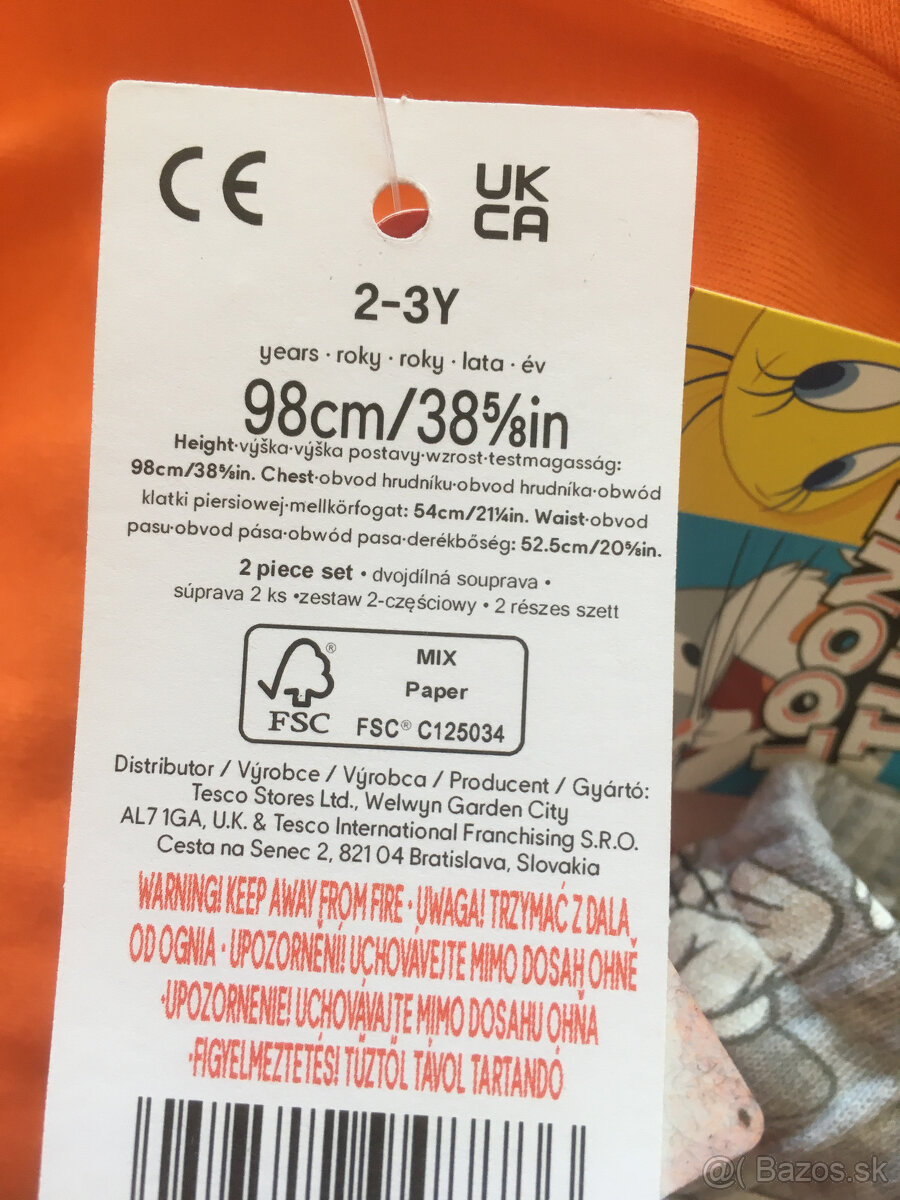 CE
UK
CA
2-3Y
years · roky · roky · lata · év
98cm/38⅝in
Height·výška·výška postavy·wzrost·testmagasság:
98cm/38⅝in. Chest·obvod hrudníku·obvod hrudníka·obwód
klatki piersiowej·mellkörfogat: 54cm/21¼in. Waist·obvod
pasu·obvod pása·obwód pasa·derékbőség: 52.5cm/20⅝in.
2 piece set • dvojdílná souprava •
súprava 2 ks •zestaw 2-częściowy • 2 részes szett
®
MIX
Paper
FSC FSC® C125034
Distributor / Výrobce / Výrobca / Producent / Gyártó:
Tesco Stores Ltd., Welwyn Garden City
AL7 1GA, U.K. & Tesco International Franchising S.R.O.
Cesta na Senec 2, 821 04 Bratislava, Slovakia
WARNING! KEEP AWAY FROM FIRE · UWAGA! TRZYMAĆ Z DALA
OD OGNIA · UPOZORNĚNÍ! UCHOVÁVEJTE MIMO DOSAH OHNĚ
·UPOZORNENIE! UCHOVÁVAJTE MIMO DOSAHU OHŇA
·FIGYELMEZTETÉS! TŰZTŐL TÁVOL TARTANDÓ
@( Bazos.sk